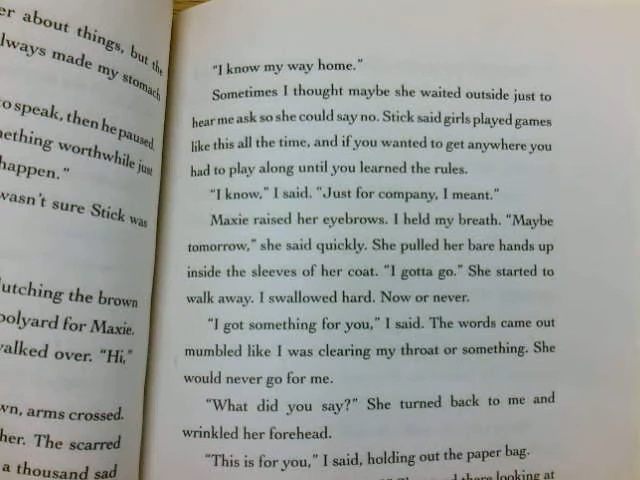 er about things, but the
lways made my stomach
to speak, then he paused,
nething worthwhile just
happen."
wasn't sure Stick was
lutching the brown
oolyard for Maxie.
valked over. "Hi,"
wn, arms crossed.
her. The scarred
a thousand sad
"I know my way home."
Sometimes I thought maybe she waited outside just to
hear me ask so she could say no. Stick said girls played games
like this all the time, and if you wanted to get anywhere you
had to play along until you learned the rules.
"I know," I said. "Just for company, I meant."
Maxie raised her eyebrows. I held my breath. "Maybe
tomorrow," she said quickly. She pulled her bare hands up
inside the sleeves of her coat. "I gotta go." She started to
walk away. I swallowed hard. Now or never.
"I got something for you," I said. The words came out
mumbled like I was clearing my throat or something. She
would never go for me.
"What did you say?" She turned back to me and
wrinkled her forehead.
"This is for you," I said, holding out the paper bag.
there looking at